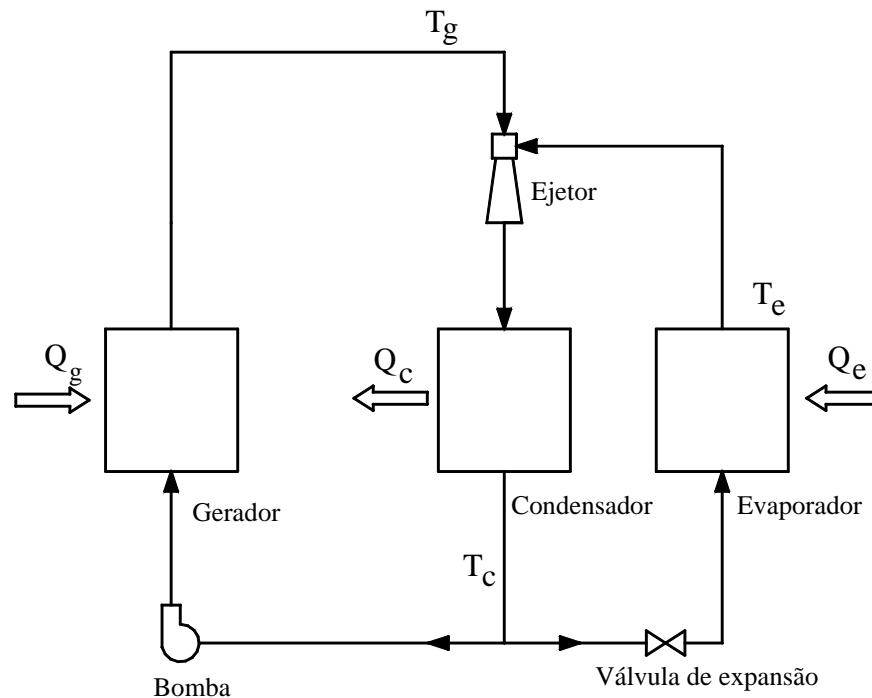 Tg
Ejetor
Te
Qg
Qc
Qe
Gerador
Condensador
Evaporador
Tc
Bomba
Válvula de expansão